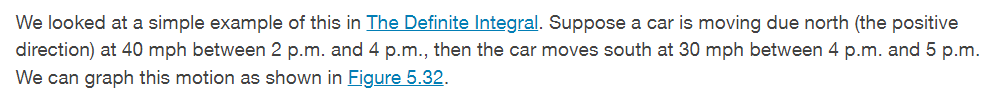 We looked at a simple example of this in The Definite Integral. Suppose a car is moving due north (the positive
direction) at 40 mph between 2 p.m. and 4 p.m., then the car moves south at 30 mph between 4 p.m. and 5 p.m.
We can graph this motion as shown in Figure 5.32.